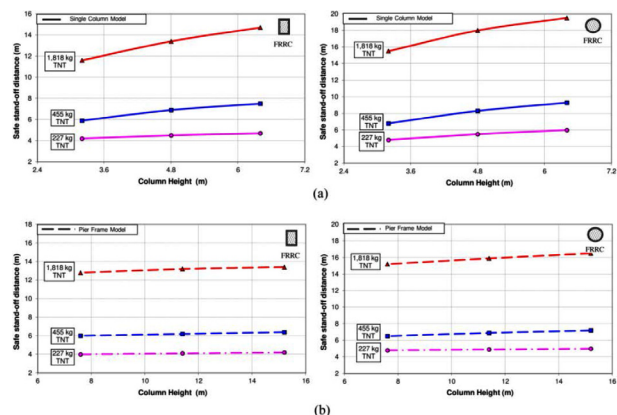 Single Column Model
FRRC
1,818 kg
TNT
455 kg
TNT
227 kg
TNT
Safe stand-off distance (m)
16
14
12
10
8
6
4
2
2.4
3.6
4.8
6
7.2
Column Height (m)
Single Column Model
FRRC
1,818 kg
TNT
455 kg
TNT
227 kg
TNT
Safe stand-off distance (m)
20
18
16
14
12
10
8
6
4
2
2.4
3.6
4.8
6
7.2
Column Height (m)
(a)
Pier Frame Model
FRRC
1,818 kg
TNT
455 kg
TNT
227 kg
TNT
Safe stand-off distance (m)
18
16
14
12
10
8
6
4
2
6
8
10
12
14
16
Column Height (m)
Pier Frame Model
FRRC
1,818 kg
TNT
455 kg
TNT
227 kg
TNT
Safe stand-off distance (m)
20
18
16
14
12
10
8
6
4
2
6
8
10
12
14
16
Column Height (m)
(b)